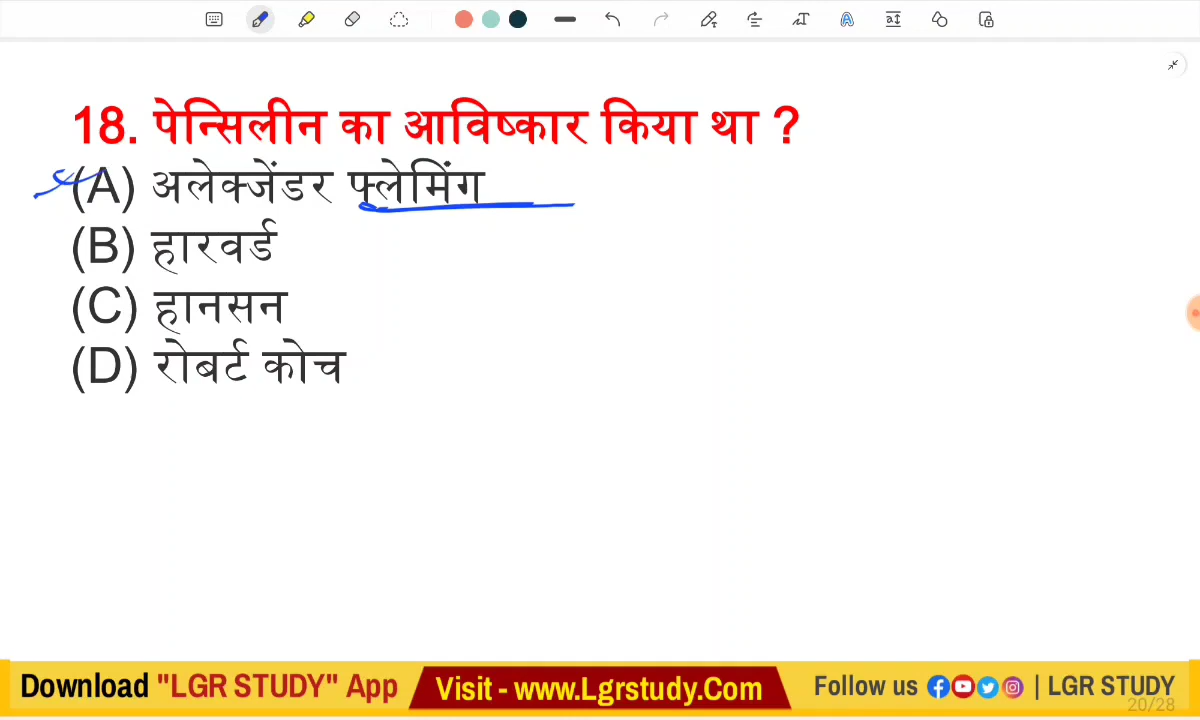 18. पेन्सिलीन का आविष्कार किया था ?
(A) अलेक्जेंडर फ्लेमिंग
(B) हारवर्ड
(C) हानसन
(D) रोबर्ट कोच
Download "LGR STUDY" App Visit - www.Lgrstudy.Com Follow us | LGR STUDY
20/28